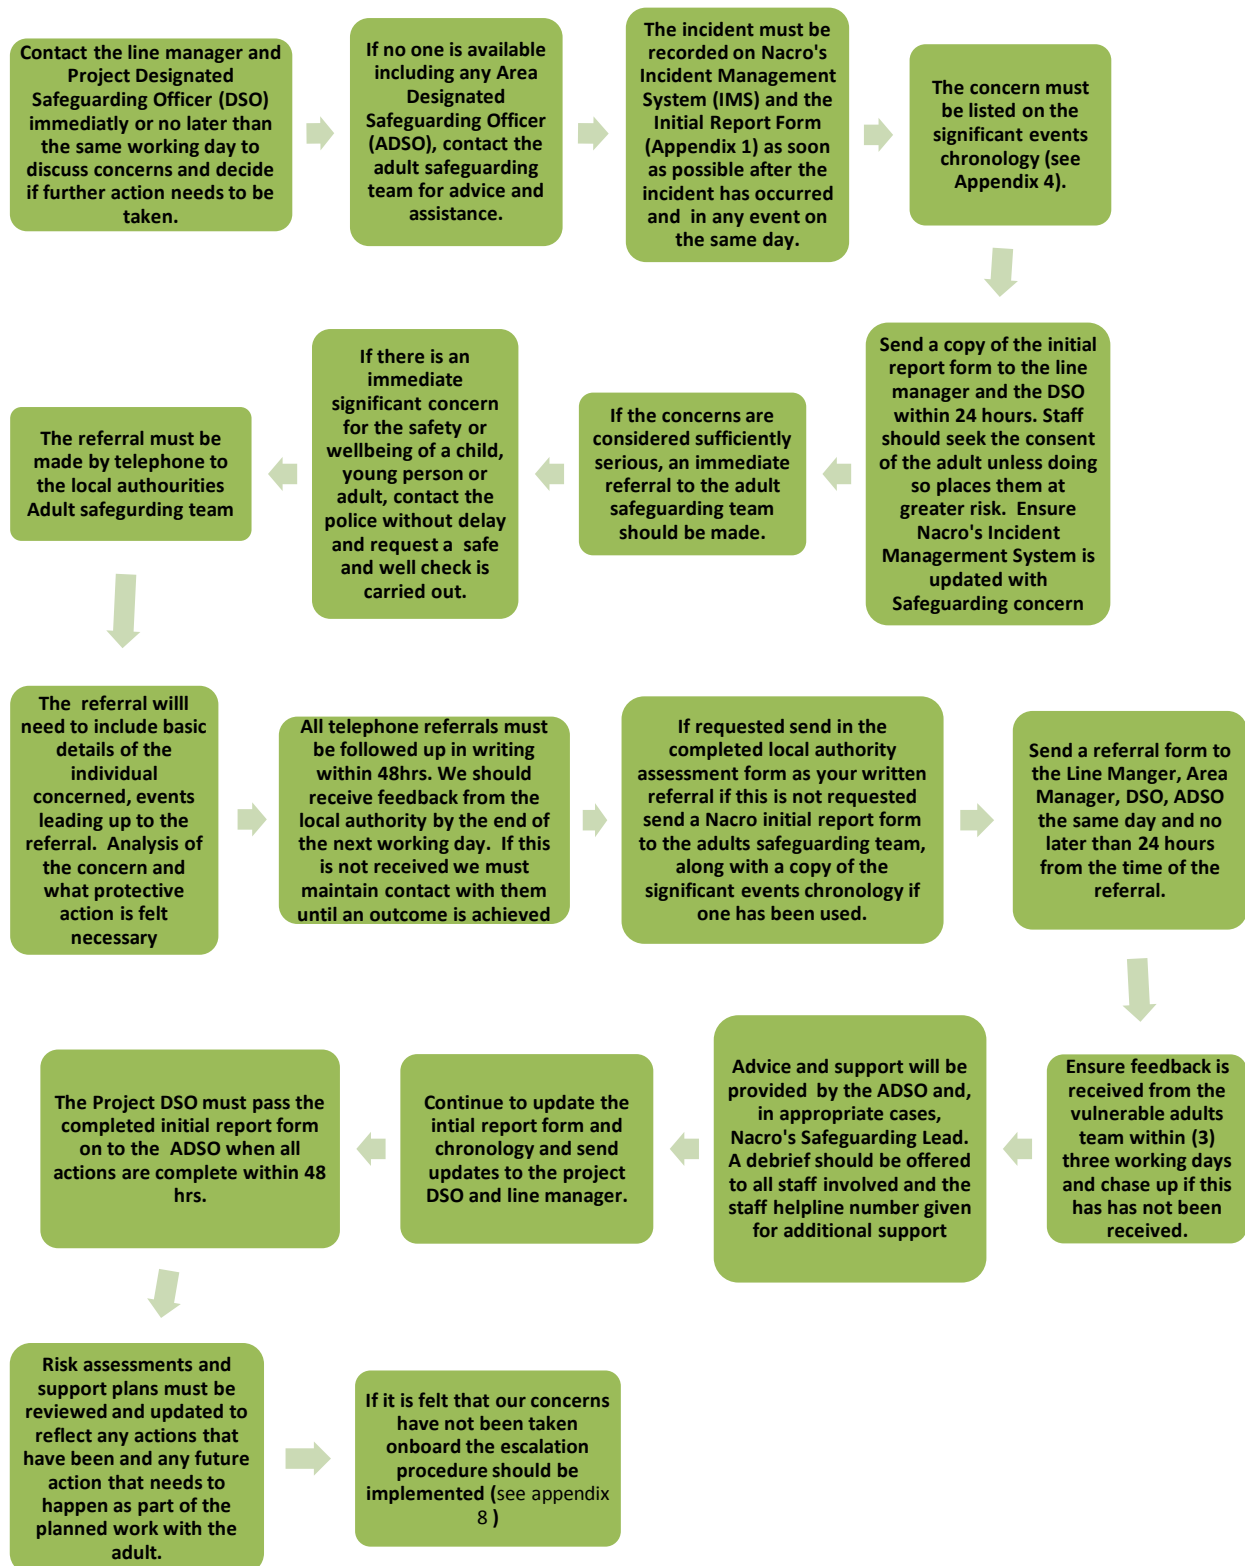 Contact the line manager and
Project Designated
Safeguarding Officer (DSO)
immediatly or no later than
the same working day to
discuss concerns and decide
if further action needs to be
taken.
If no one is available
including any Area
Designated
Safeguarding Officer
(ADSO), contact the
adult safeguarding
team for advice and
assistance.
The incident must be
recorded on Nacro's
Incident Management
System (IMS) and the
Initial Report Form
(Appendix 1) as soon
as possible after the
incident has occurred
and in any event on
the same day.
The concern must
be listed on the
significant events
chronology (see
Appendix 4).
Send a copy of the initial
report form to the line
manager and the DSO
within 24 hours. Staff
should seek the consent
of the adult unless doing
so places them at
greater risk. Ensure
Nacro's Incident
Managerment System is
updated with
Safeguarding concern
If the concerns are
considered sufficiently
serious, an immediate
referral to the adult
safeguarding team
should be made.
If there is an
immediate
significant concern
for the safety or
wellbeing of a child,
young person or
adult, contact the
police without delay
and request a safe
and well check is
carried out.
The referral must be
made by telephone to
the local authourities
Adult safegurding team
The referral willl
need to include basic
details of the
individual
concerned, events
leading up to the
referral. Analysis of
the concern and
what protective
action is felt
necessary
All telephone referrals must
be followed up in writing
within 48hrs. We should
receive feedback from the
local authority by the end of
the next working day. If this
is not received we must
maintain contact with them
until an outcome is achieved
If requested send in the
completed local authority
assessment form as your written
referral if this is not requested
send a Nacro initial report form
to the adults safeguarding team,
along with a copy of the
significant events chronology if
one has been used.
Send a referral form to
the Line Manger, Area
Manager, DSO, ADSO
the same day and no
later than 24 hours
from the time of the
referral.
Ensure feedback is
received from the
vulnerable adults
team within (3)
three working days
and chase up if this
has has not been
received.
Advice and support will be
provided by the ADSO and,
in appropriate cases,
Nacro's Safeguarding Lead.
A debrief should be offered
to all staff involved and the
staff helpline number given
for additional support
Continue to update the
intial report form and
chronology and send
updates to the project
DSO and line manager.
The Project DSO must pass the
completed initial report form
on to the ADSO when all
actions are complete within 48
hrs.
Risk assessments and
support plans must be
reviewed and updated to
reflect any actions that
have been and any future
action that needs to
happen as part of the
planned work with the
adult.
If it is felt that our concerns
have not been taken
onboard the escalation
procedure should be
implemented (see appendix
8 )